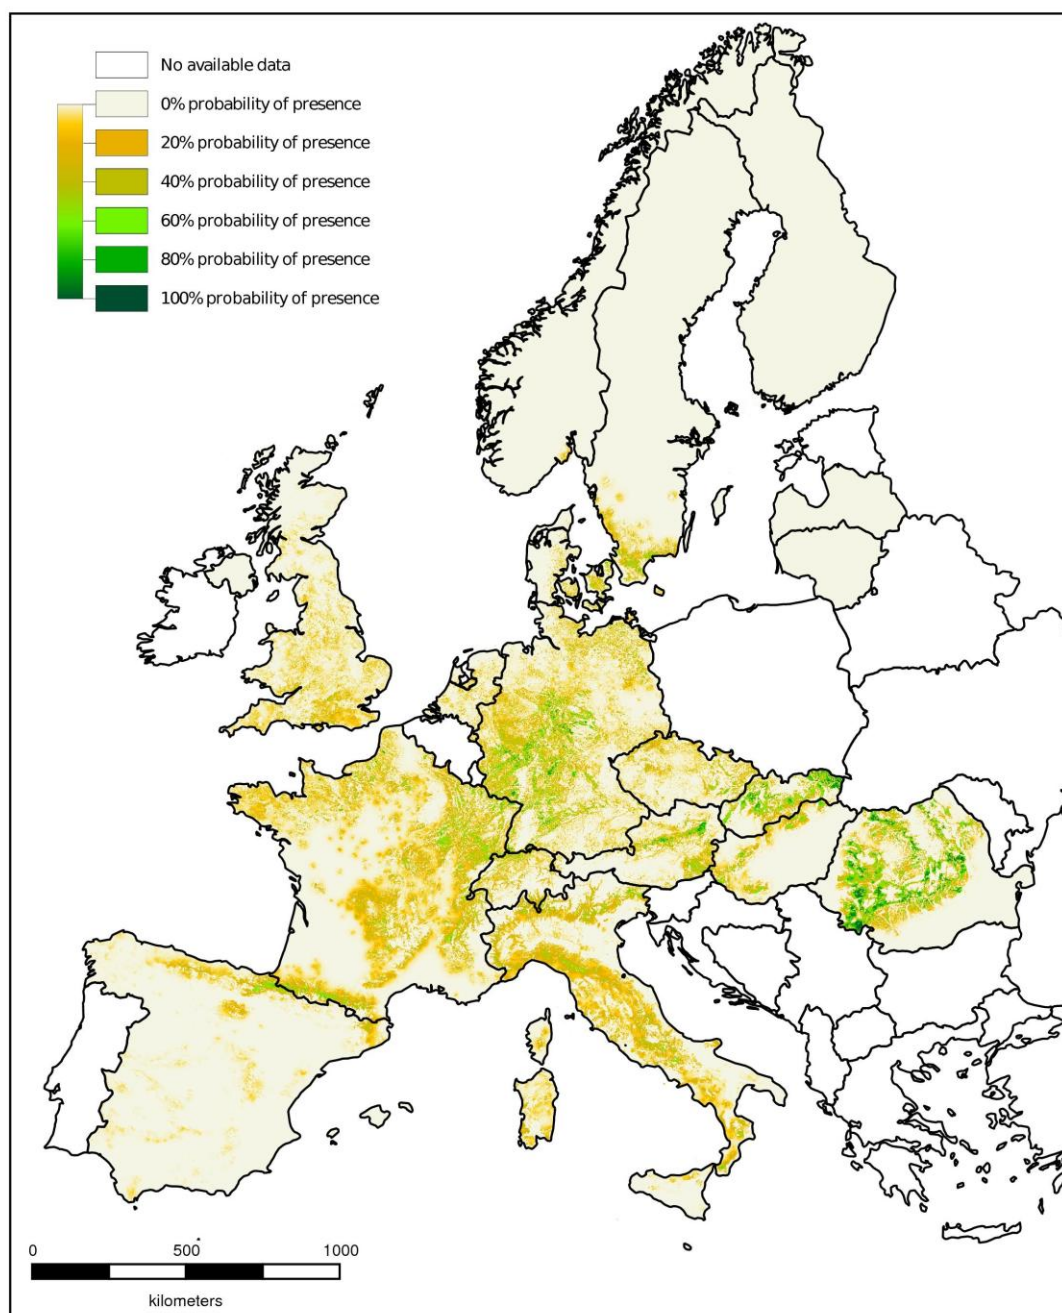 No available data
0% probability of presence
20% probability of presence
40% probability of presence
60% probability of presence
80% probability of presence
100% probability of presence
0 500 1000
kilometers